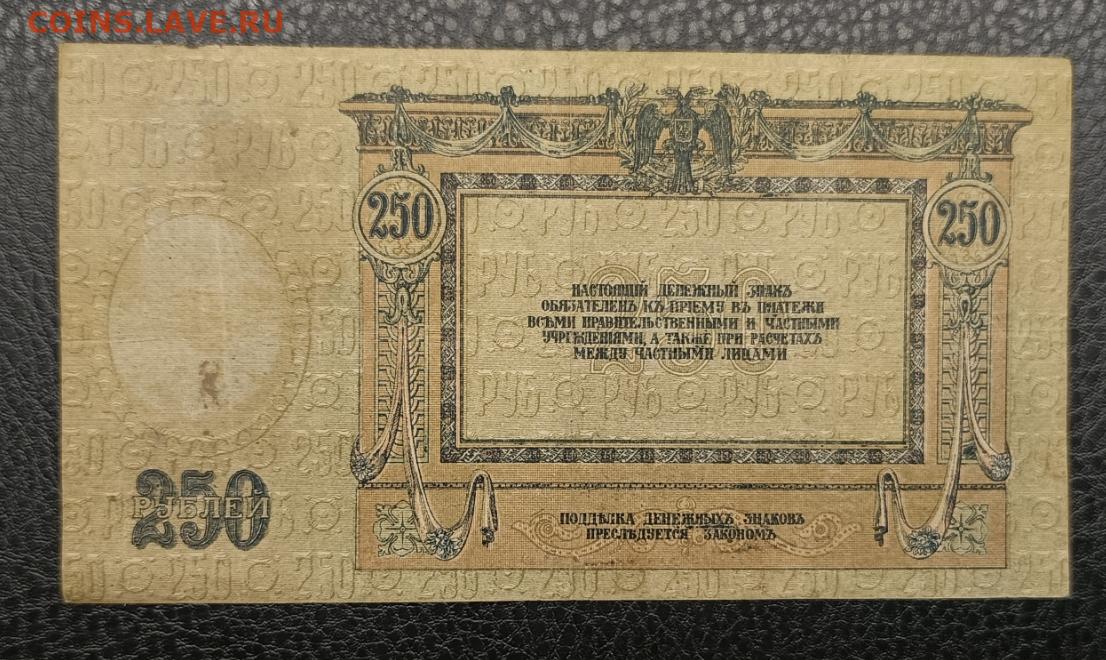 COINS.LAVE.RU
250
250
НАСТОЯЩІЙ ДЕНЕЖНЫЙ ЗНАКЪ
ОБЯЗАТЕЛЕНЪ КЪ ПРІЕМУ ВЪ ПЛАТЕЖИ
ВСѢМИ ПРАВИТЕЛЬСТВЕННЫМИ И ЧАСТНЫМИ
УЧРЕЖДЕНІЯМИ, А ТАКЖЕ ПРИ РАСЧЕТАХЪ
МЕЖДУ ЧАСТНЫМИ ЛИЦАМИ
250
250
РУБЛЕЙ
ПОДДѢЛКА ДЕНЕЖНЫХЪ ЗНАКОВЪ
ПРЕСЛѢДУЕТСЯ ЗАКОНОМЪ